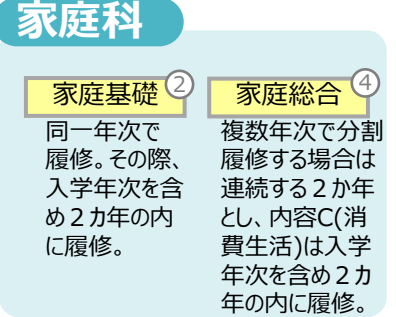 家庭科
家庭基礎②
同一年次で
履修。その際、
入学年次を含
め２カ年の内
に履修。
家庭総合④
複数年次で分割
履修する場合は
連続する２か年
とし、内容C(消
費生活)は入学
年次を含め２カ
年の内に履修。